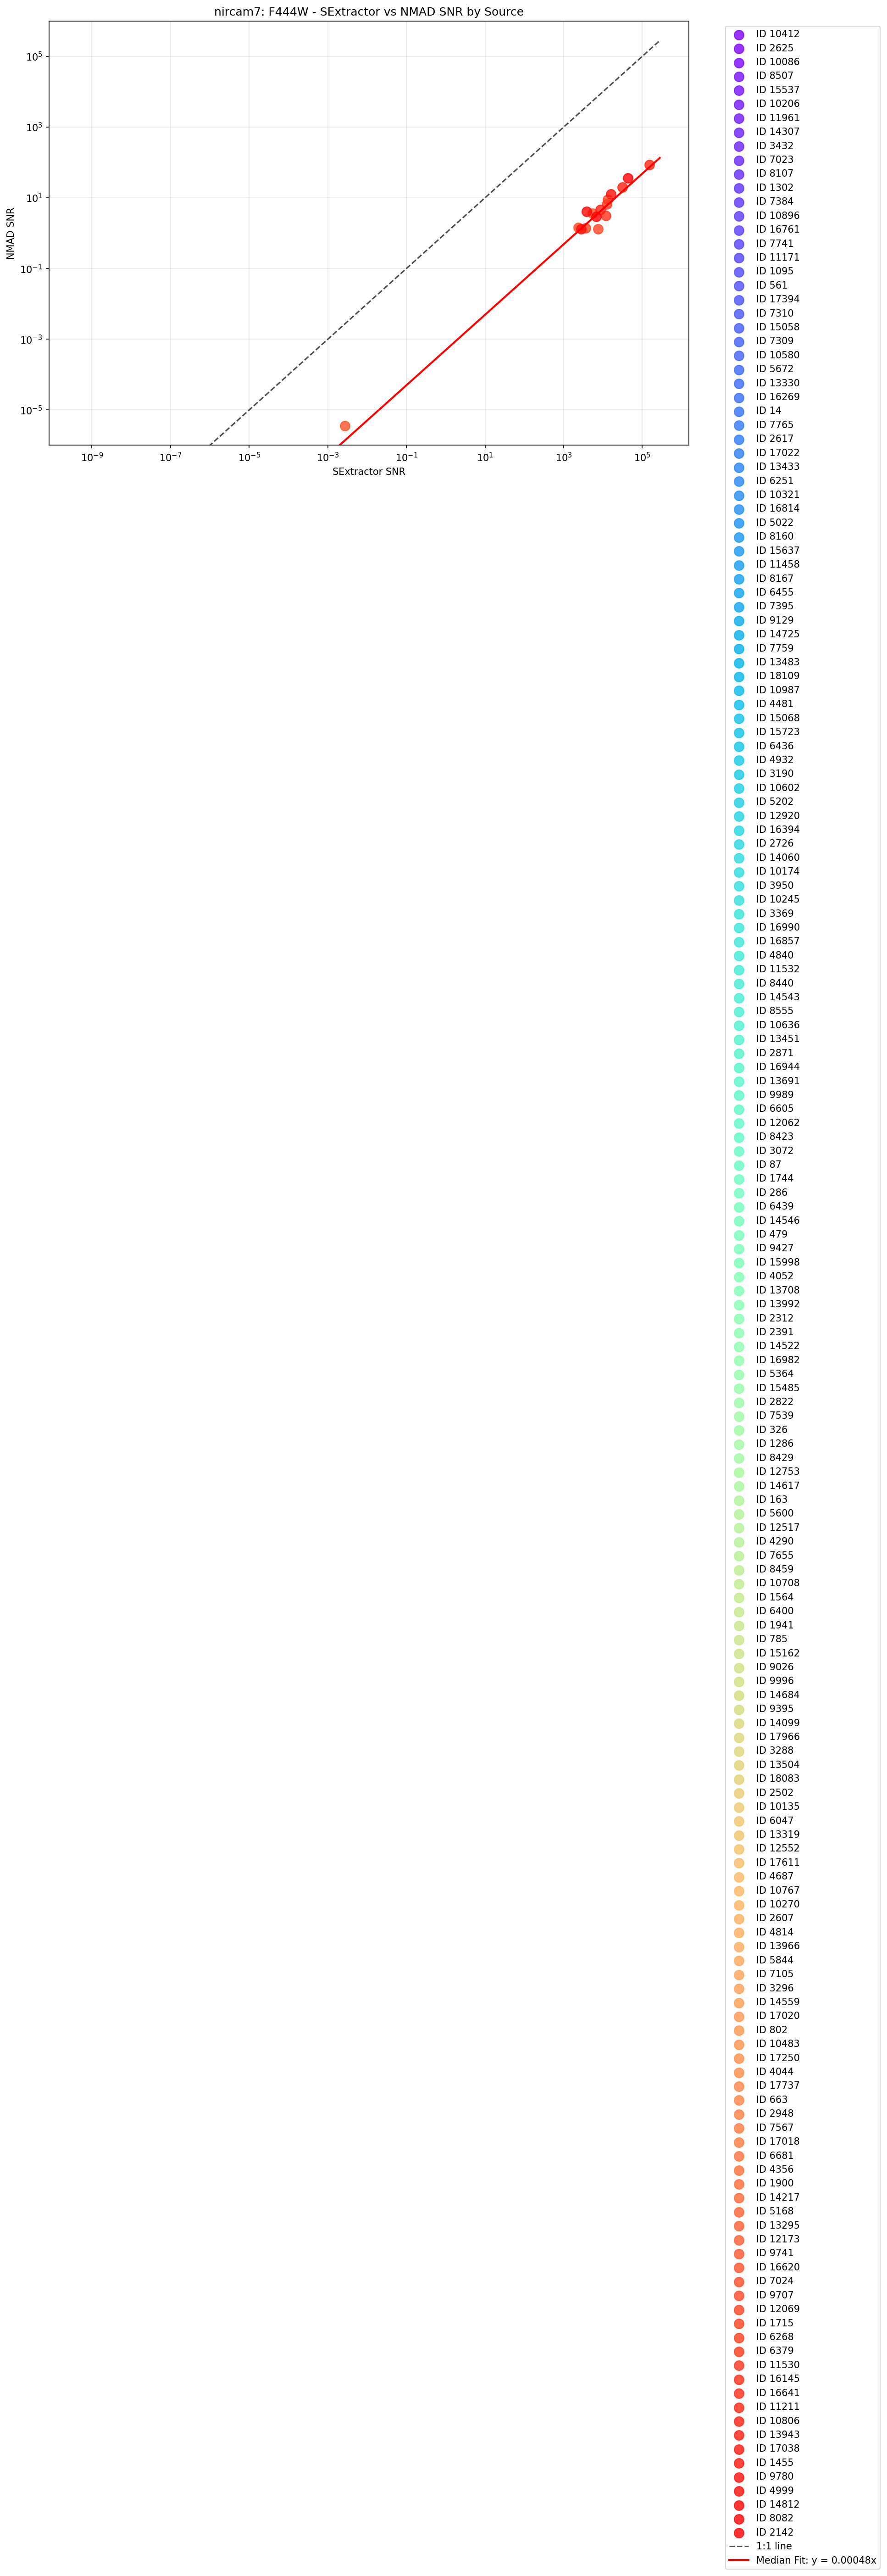 nircam7: F444W - SExtractor vs NMAD SNR by Source
NMAD SNR
10⁵
10³
10¹
10⁻¹
10⁻³
10⁻⁵
10⁻⁹
10⁻⁷
10⁻⁵
10⁻³
10⁻¹
10¹
10³
10⁵
SExtractor SNR
ID 10412
ID 2625
ID 10086
ID 8507
ID 15537
ID 10206
ID 11961
ID 14307
ID 3432
ID 7023
ID 8107
ID 1302
ID 7384
ID 10896
ID 16761
ID 7741
ID 11171
ID 1095
ID 561
ID 17394
ID 7310
ID 15058
ID 7309
ID 10580
ID 5672
ID 13330
ID 16269
ID 14
ID 7765
ID 2617
ID 17022
ID 13433
ID 6251
ID 10321
ID 16814
ID 5022
ID 8160
ID 15637
ID 11458
ID 8167
ID 6455
ID 7395
ID 9129
ID 14725
ID 7759
ID 13483
ID 18109
ID 10987
ID 4481
ID 15068
ID 15723
ID 6436
ID 4932
ID 3190
ID 10602
ID 5202
ID 12920
ID 16394
ID 2726
ID 14060
ID 10174
ID 3950
ID 10245
ID 3369
ID 16990
ID 16857
ID 4840
ID 11532
ID 8440
ID 14543
ID 8555
ID 10636
ID 13451
ID 2871
ID 16944
ID 13691
ID 9989
ID 6605
ID 12062
ID 8423
ID 3072
ID 87
ID 1744
ID 286
ID 6439
ID 14546
ID 479
ID 9427
ID 15998
ID 4052
ID 13708
ID 13992
ID 2312
ID 2391
ID 14522
ID 16982
ID 5364
ID 15485
ID 2822
ID 7539
ID 326
ID 1286
ID 8429
ID 12753
ID 14617
ID 163
ID 5600
ID 12517
ID 4290
ID 7655
ID 8459
ID 10708
ID 1564
ID 6400
ID 1941
ID 785
ID 15162
ID 9026
ID 9996
ID 14684
ID 9395
ID 14099
ID 17966
ID 3288
ID 13504
ID 18083
ID 2502
ID 10135
ID 6047
ID 13319
ID 12552
ID 17611
ID 4687
ID 10767
ID 10270
ID 2607
ID 4814
ID 13966
ID 5844
ID 7105
ID 3296
ID 14559
ID 17020
ID 802
ID 10483
ID 17250
ID 4044
ID 17737
ID 663
ID 2948
ID 7567
ID 17018
ID 6681
ID 4356
ID 1900
ID 14217
ID 5168
ID 13295
ID 12173
ID 9741
ID 16620
ID 7024
ID 9707
ID 12069
ID 1715
ID 6268
ID 6379
ID 11530
ID 16145
ID 16641
ID 11211
ID 10806
ID 13943
ID 17038
ID 1455
ID 9780
ID 4999
ID 14812
ID 8082
ID 2142
1:1 line
Median Fit: y = 0.00048x